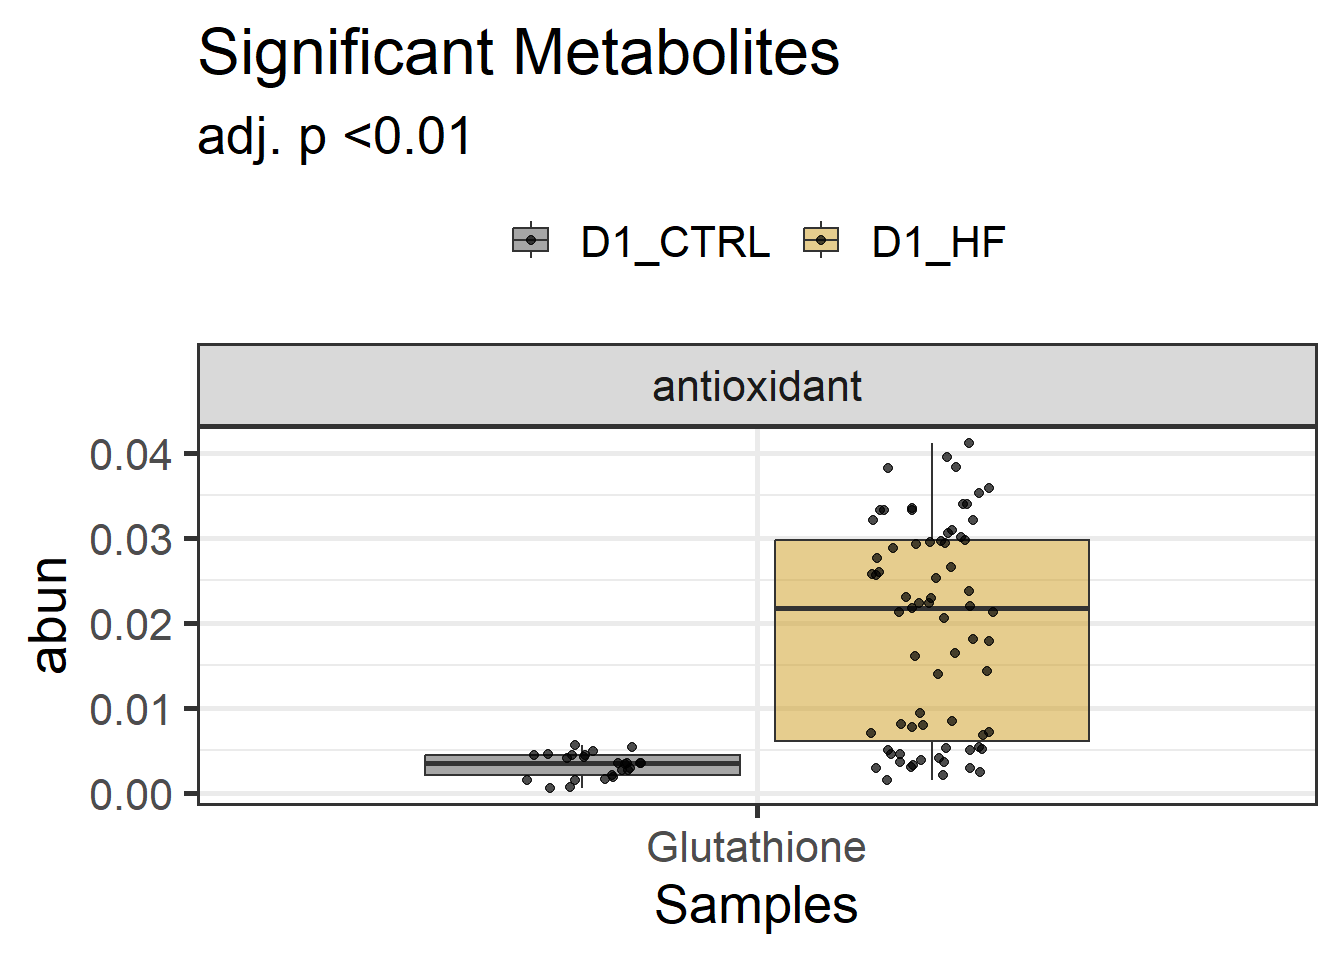 Significant Metabolites
adj. p <0.01
D1_CTRL D1_HF
antioxidant
0.04
0.03
0.02
0.01
0.00
abun
Glutathione
Samples